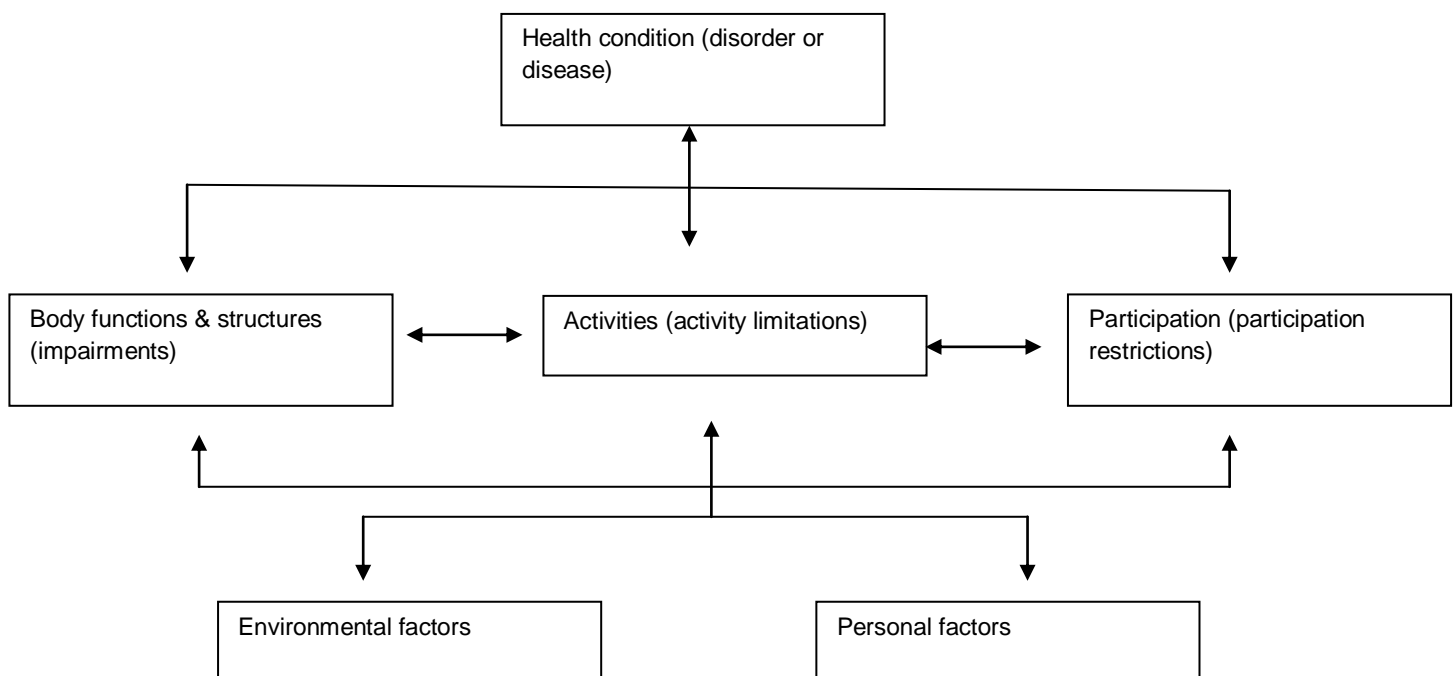 Health condition (disorder or
disease)
Body functions & structures
(impairments)
Activities (activity limitations)
Participation (participation
restrictions)
Environmental factors
Personal factors